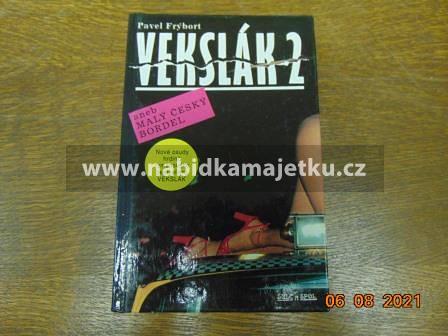 Pavel Frýbort
VEKSLÁK 2
aneb
MALÝ ČESKÝ
BORDEL
Nové osudy
VEKSLÁK
www.nabidkamajetku.cz
06 08 2021